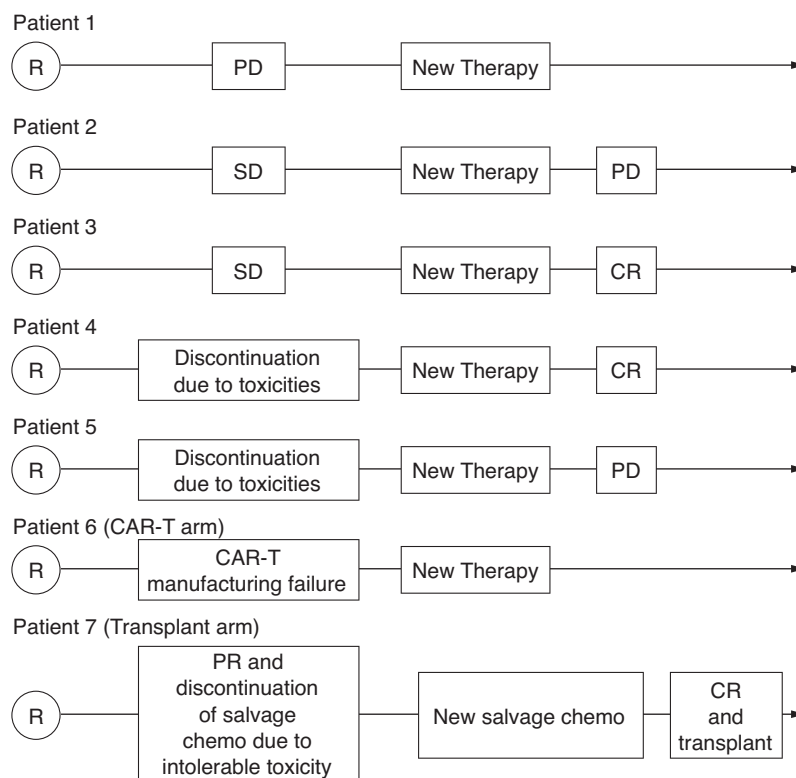 Patient 1
R PD New Therapy
Patient 2
R SD New Therapy PD
Patient 3
R SD New Therapy CR
Patient 4
R Discontinuation due to toxicities New Therapy CR
Patient 5
R Discontinuation due to toxicities New Therapy PD
Patient 6 (CAR-T arm)
R CAR-T manufacturing failure New Therapy
Patient 7 (Transplant arm)
R PR and discontinuation of salvage chemo due to intolerable toxicity New salvage chemo CR and transplant